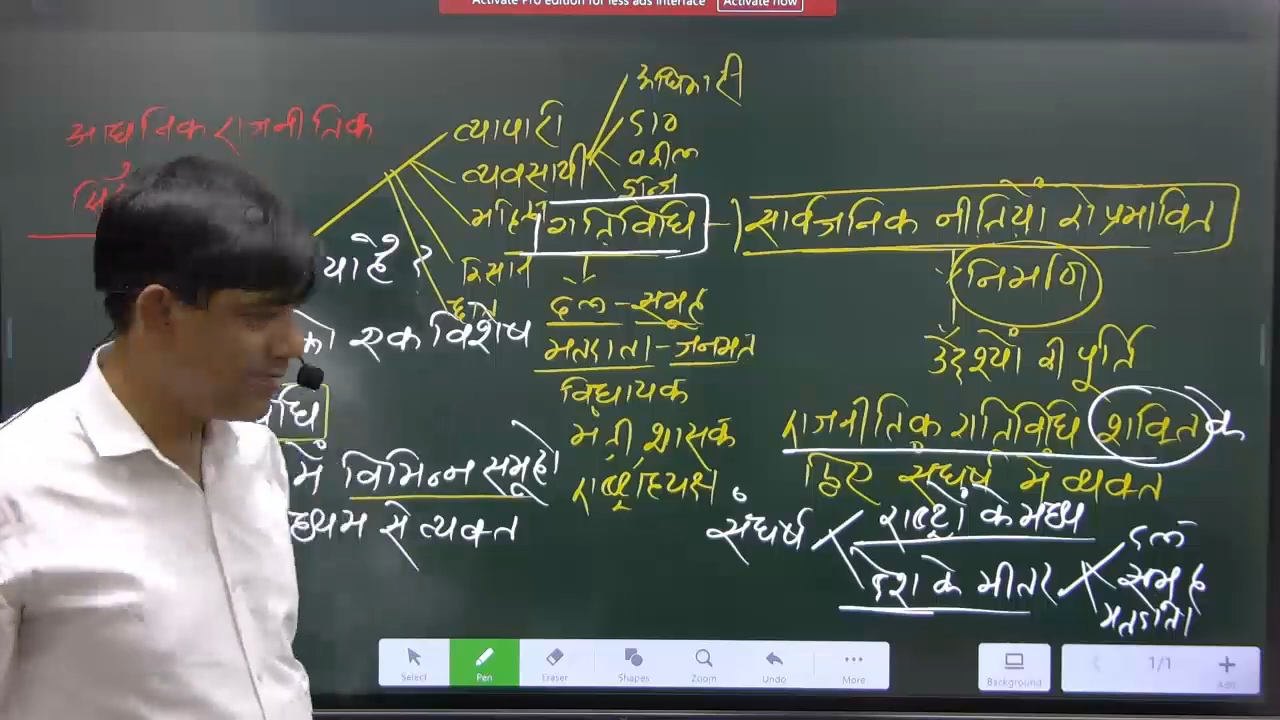 Activate Pro edition for less ads interface Activate now
आधुनिक राजनीतिक
व्यापारी
व्यवसायी
किसान
छात्र
अधिकारी
डा०
वकील
गतिविधि
सार्वजनिक नीतियों को प्रभावित
निर्माण
उद्देश्यों की पूर्ति
राजनीतिक गतिविधि शक्ति के
लिए संघर्ष में व्यक्त
संघर्ष
राष्ट्रों के मध्य
देश के भीतर
दल
समूह
मतदाता
दल - समूह
मतदाता - जनमत
विधायक
मंत्री शासक
राष्ट्राध्यक्ष
या है ?
को एक विशेष
में विभिन्न समूहों
ध्यम से व्यक्त
Select Pen Eraser Shapes Zoom Undo More
Background 1/1 Add